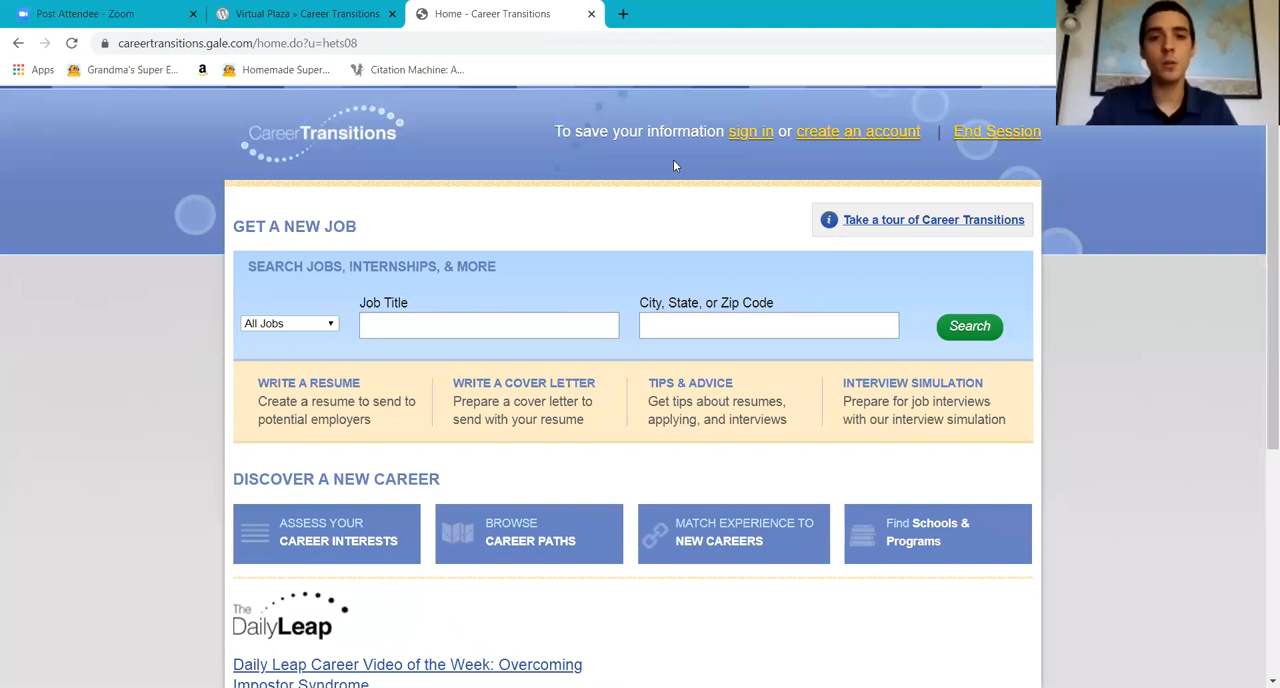 Post Attendee - Zoom
Virtual Plaza » Career Transitions
Home - Career Transitions
careertransitions.gale.com/home.do?u=hets08
Apps
Grandma's Super E...
Homemade Super...
Citation Machine: A...
CareerTransitions
To save your information sign in or create an account | End Session
GET A NEW JOB
Take a tour of Career Transitions
SEARCH JOBS, INTERNSHIPS, & MORE
Job Title
City, State, or Zip Code
All Jobs
Search
WRITE A RESUME
Create a resume to send to
potential employers
WRITE A COVER LETTER
Prepare a cover letter to
send with your resume
TIPS & ADVICE
Get tips about resumes,
applying, and interviews
INTERVIEW SIMULATION
Prepare for job interviews
with our interview simulation
DISCOVER A NEW CAREER
ASSESS YOUR
CAREER INTERESTS
BROWSE
CAREER PATHS
MATCH EXPERIENCE TO
NEW CAREERS
Find Schools &
Programs
The
DailyLeap
Daily Leap Career Video of the Week: Overcoming
Impostor Syndrome